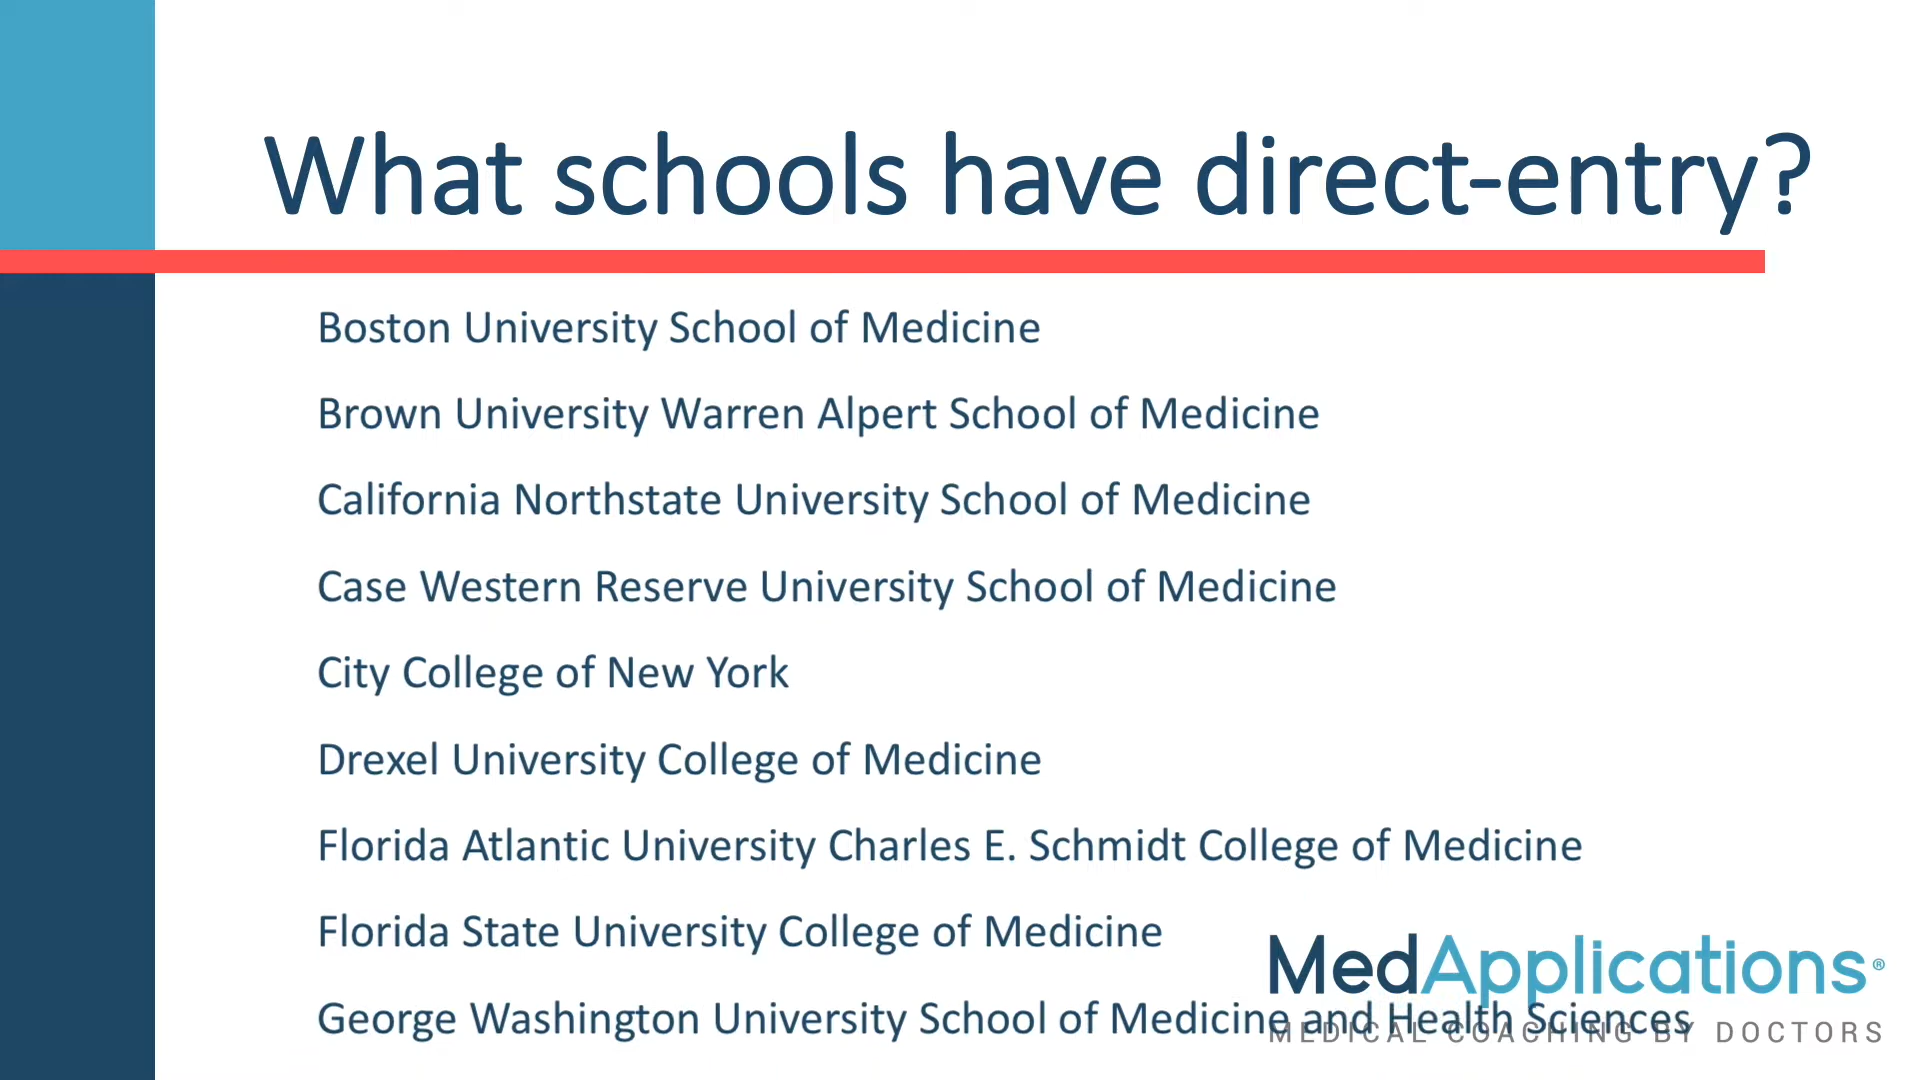 What schools have direct-entry?
Boston University School of Medicine
Brown University Warren Alpert School of Medicine
California Northstate University School of Medicine
Case Western Reserve University School of Medicine
City College of New York
Drexel University College of Medicine
Florida Atlantic University Charles E. Schmidt College of Medicine
Florida State University College of Medicine
George Washington University School of Medicine and Health Sciences
MedApplications®
MEDICAL COACHING BY DOCTORS